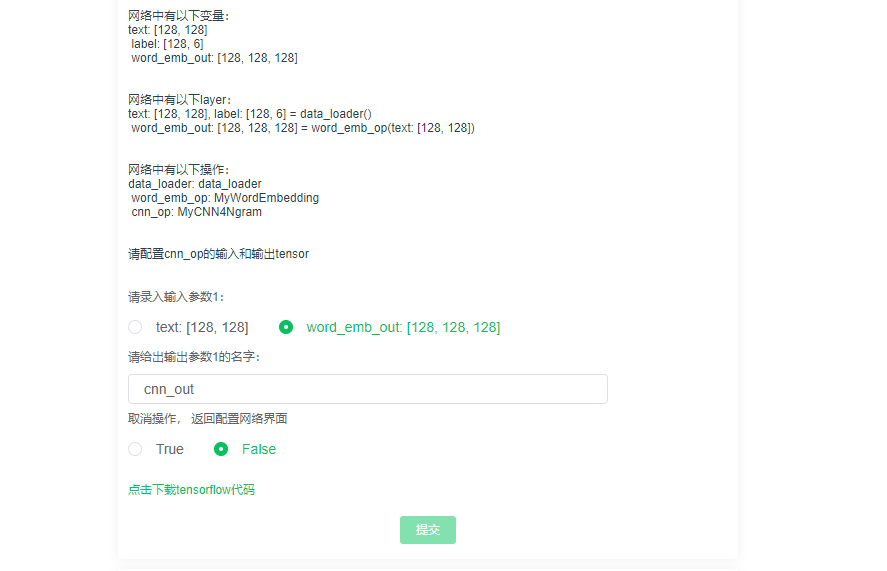 网络中有以下变量：
text: [128, 128]
label: [128, 6]
word_emb_out: [128, 128, 128]
网络中有以下layer：
text: [128, 128], label: [128, 6] = data_loader()
word_emb_out: [128, 128, 128] = word_emb_op(text: [128, 128])
网络中有以下操作：
data_loader: data_loader
word_emb_op: MyWordEmbedding
cnn_op: MyCNN4Ngram
请配置cnn_op的输入和输出tensor
请录入输入参数1：
text: [128, 128] word_emb_out: [128, 128, 128]
请给出输出参数1的名字：
cnn_out
取消操作， 返回配置网络界面
True False
点击下载tensorflow代码
提交